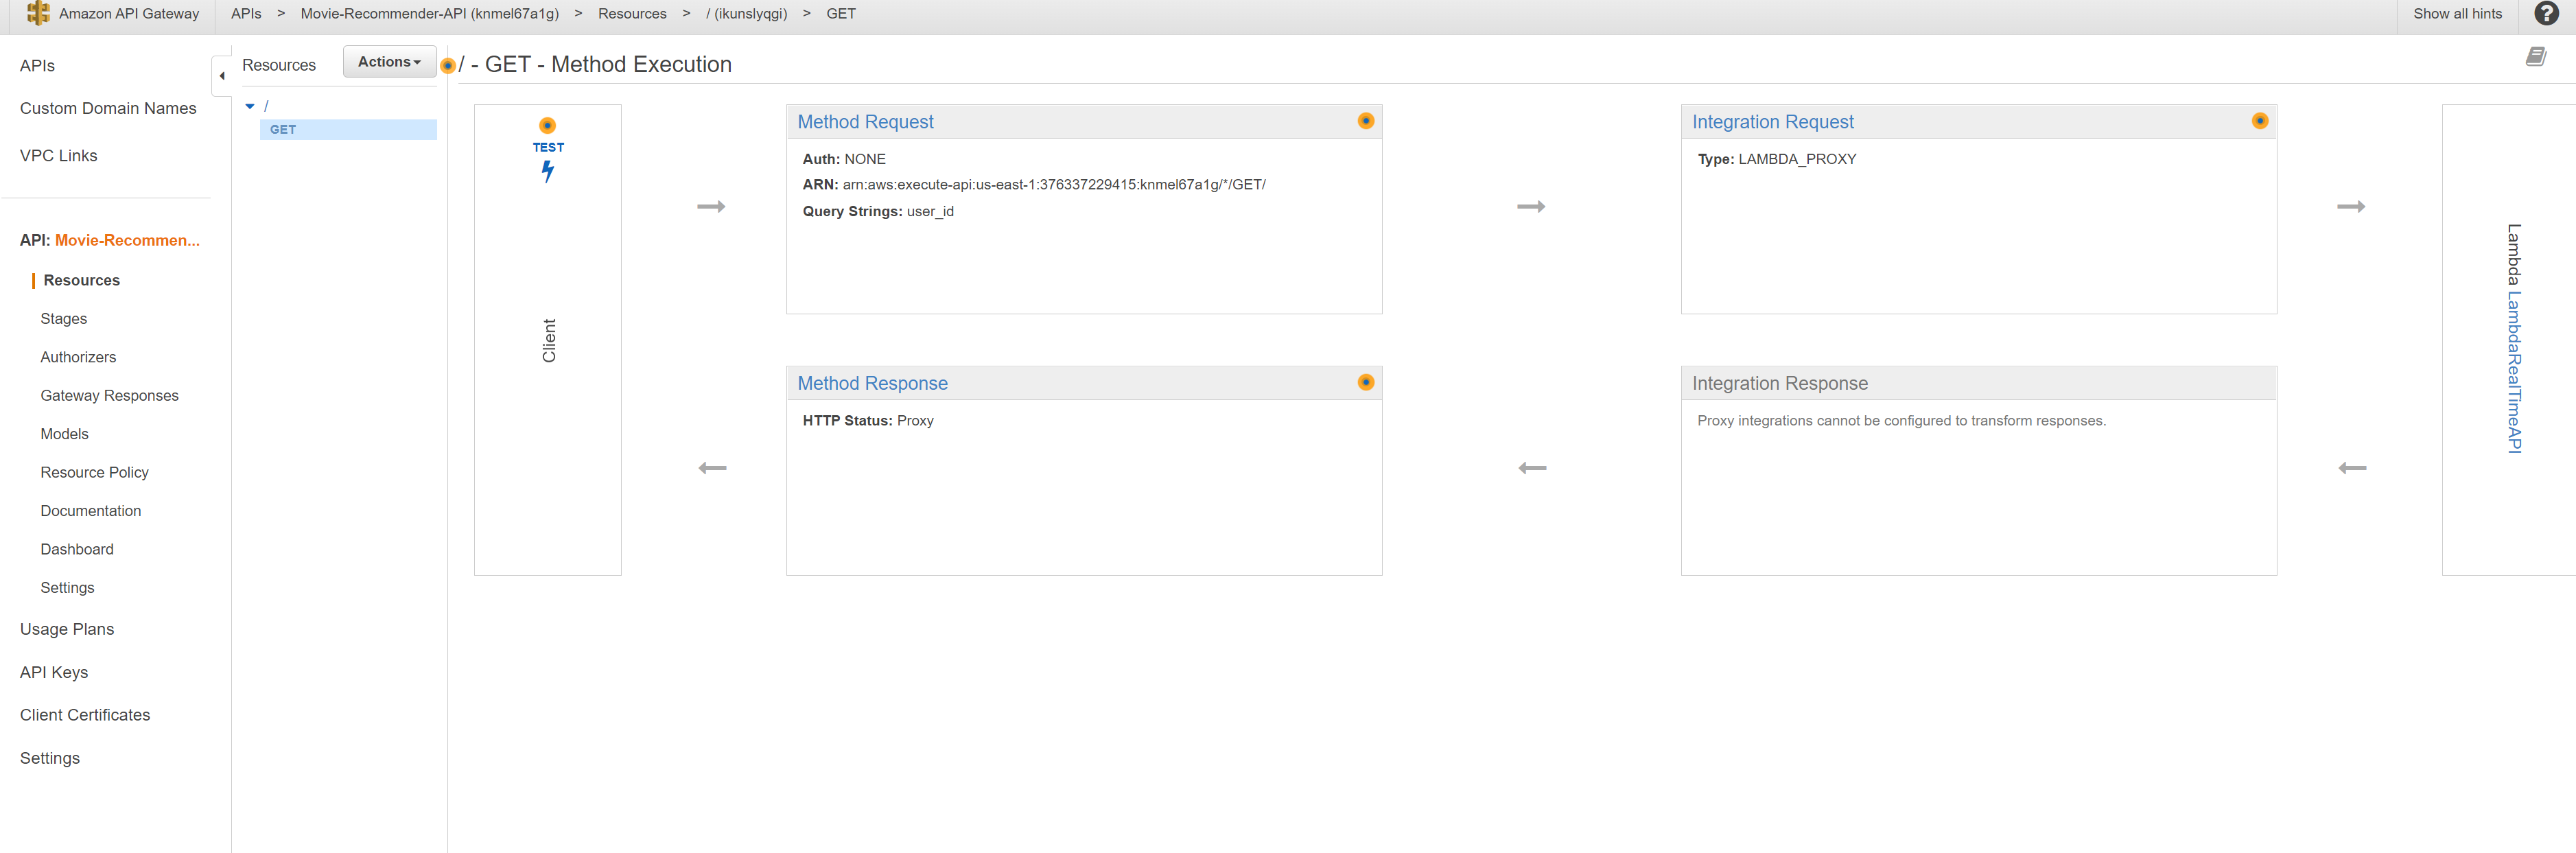 Amazon API Gateway
APIs > Movie-Recommender-API (knmel67a1g) > Resources > / (ikunslyqgi) > GET
Show all hints
?
APIs
Custom Domain Names
VPC Links
API: Movie-Recommen...
Resources
Stages
Authorizers
Gateway Responses
Models
Resource Policy
Documentation
Dashboard
Settings
Usage Plans
API Keys
Client Certificates
Settings
Resources
Actions
/
GET
/ - GET - Method Execution
TEST
Client
Method Request
Auth: NONE
ARN: arn:aws:execute-api:us-east-1:376337229415:knmel67a1g/*/GET/
Query Strings: user_id
Integration Request
Type: LAMBDA_PROXY
Method Response
HTTP Status: Proxy
Integration Response
Proxy integrations cannot be configured to transform responses.
Lambda LambdaRealTimeAPI